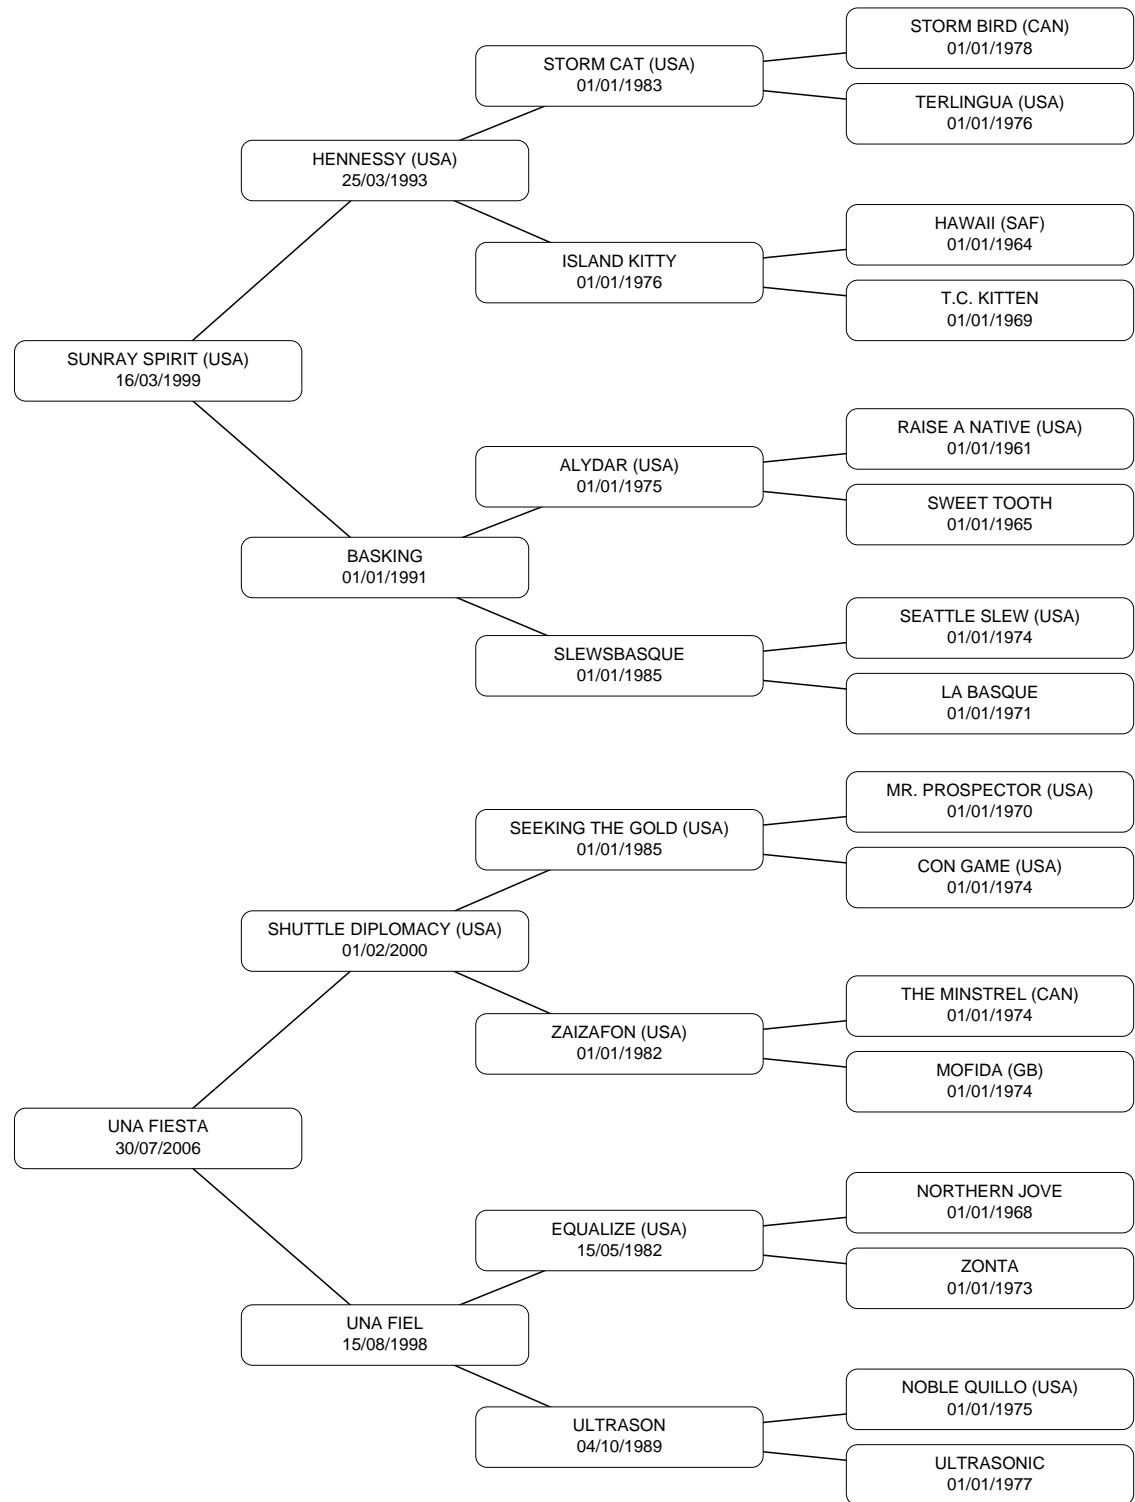 STORM BIRD (CAN)
01/01/1978
STORM CAT (USA)
01/01/1983
TERLINGUA (USA)
01/01/1976
HENNESSY (USA)
25/03/1993
HAWAII (SAF)
01/01/1964
ISLAND KITTY
01/01/1976
T.C. KITTEN
01/01/1969
SUNRAY SPIRIT (USA)
16/03/1999
RAISE A NATIVE (USA)
01/01/1961
ALYDAR (USA)
01/01/1975
SWEET TOOTH
01/01/1965
BASKING
01/01/1991
SEATTLE SLEW (USA)
01/01/1974
SLEWSBASQUE
01/01/1985
LA BASQUE
01/01/1971
MR. PROSPECTOR (USA)
01/01/1970
SEEKING THE GOLD (USA)
01/01/1985
CON GAME (USA)
01/01/1974
SHUTTLE DIPLOMACY (USA)
01/02/2000
THE MINSTREL (CAN)
01/01/1974
ZAIZAFON (USA)
01/01/1982
MOFIDA (GB)
01/01/1974
UNA FIESTA
30/07/2006
NORTHERN JOVE
01/01/1968
EQUALIZE (USA)
15/05/1982
ZONTA
01/01/1973
UNA FIEL
15/08/1998
NOBLE QUILLO (USA)
01/01/1975
ULTRASON
04/10/1989
ULTRASONIC
01/01/1977